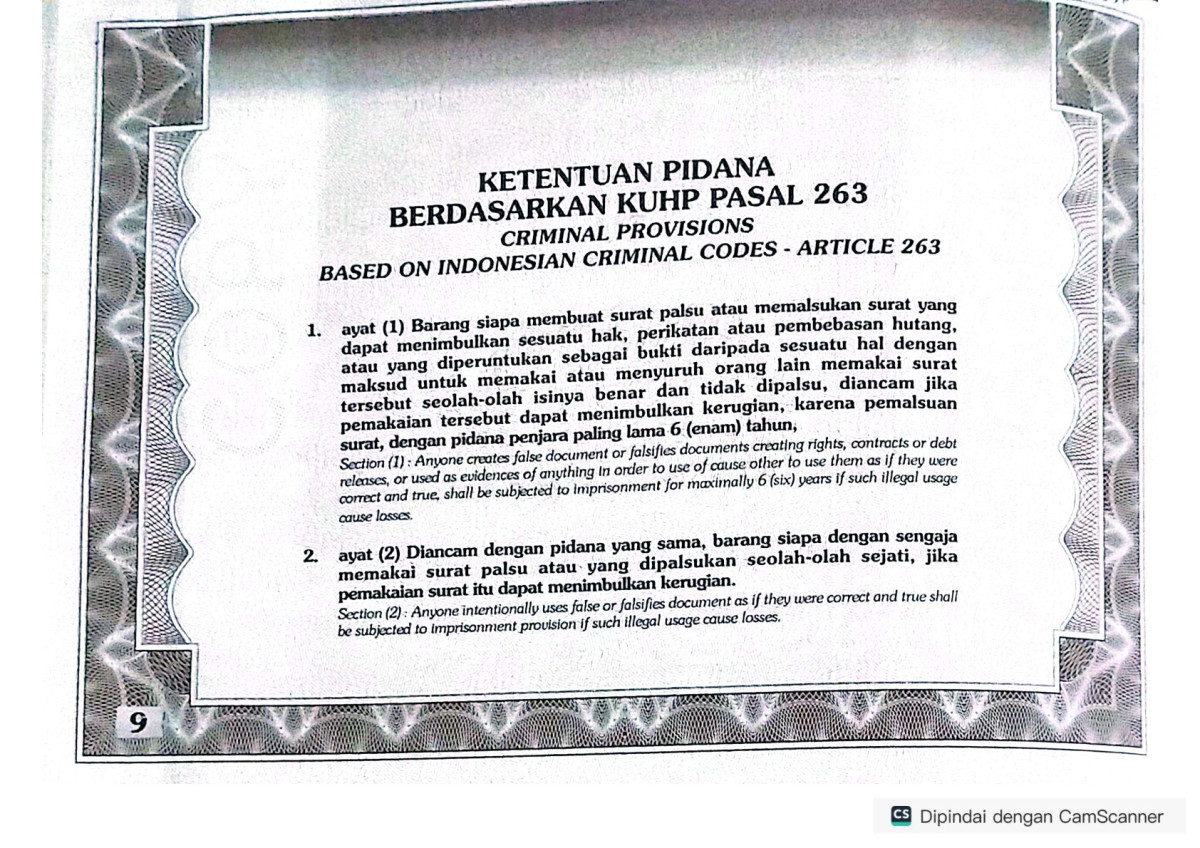 KETENTUAN PIDANA
BERDASARKAN KUHP PASAL 263
CRIMINAL PROVISIONS
BASED ON INDONESIAN CRIMINAL CODES - ARTICLE 263
1. ayat (1) Barang siapa membuat surat palsu atau memalsukan surat yang
dapat menimbulkan sesuatu hak, perikatan atau pembebasan hutang,
atau yang diperuntukan sebagai bukti daripada sesuatu hal dengan
maksud untuk memakai atau menyuruh orang lain memakai surat
tersebut seolah-olah isinya benar dan tidak dipalsu, diancam jika
pemakaian tersebut dapat menimbulkan kerugian, karena pemalsuan
surat, dengan pidana penjara paling lama 6 (enam) tahun,
Section (1) : Anyone creates false document or falsifies documents creating rights, contracts or debt
releases, or used as evidences of anything in order to use of cause other to use them as if they were
correct and true, shall be subjected to imprisonment for maximally 6 (six) years if such illegal usage
cause losses.
2. ayat (2) Diancam dengan pidana yang sama, barang siapa dengan sengaja
memakai surat palsu atau yang dipalsukan seolah-olah sejati, jika
pemakaian surat itu dapat menimbulkan kerugian.
Section (2) : Anyone intentionally uses false or falsifies document as if they were correct and true shall
be subjected to imprisonment provision if such illegal usage cause losses.
9
CS Dipindai dengan CamScanner